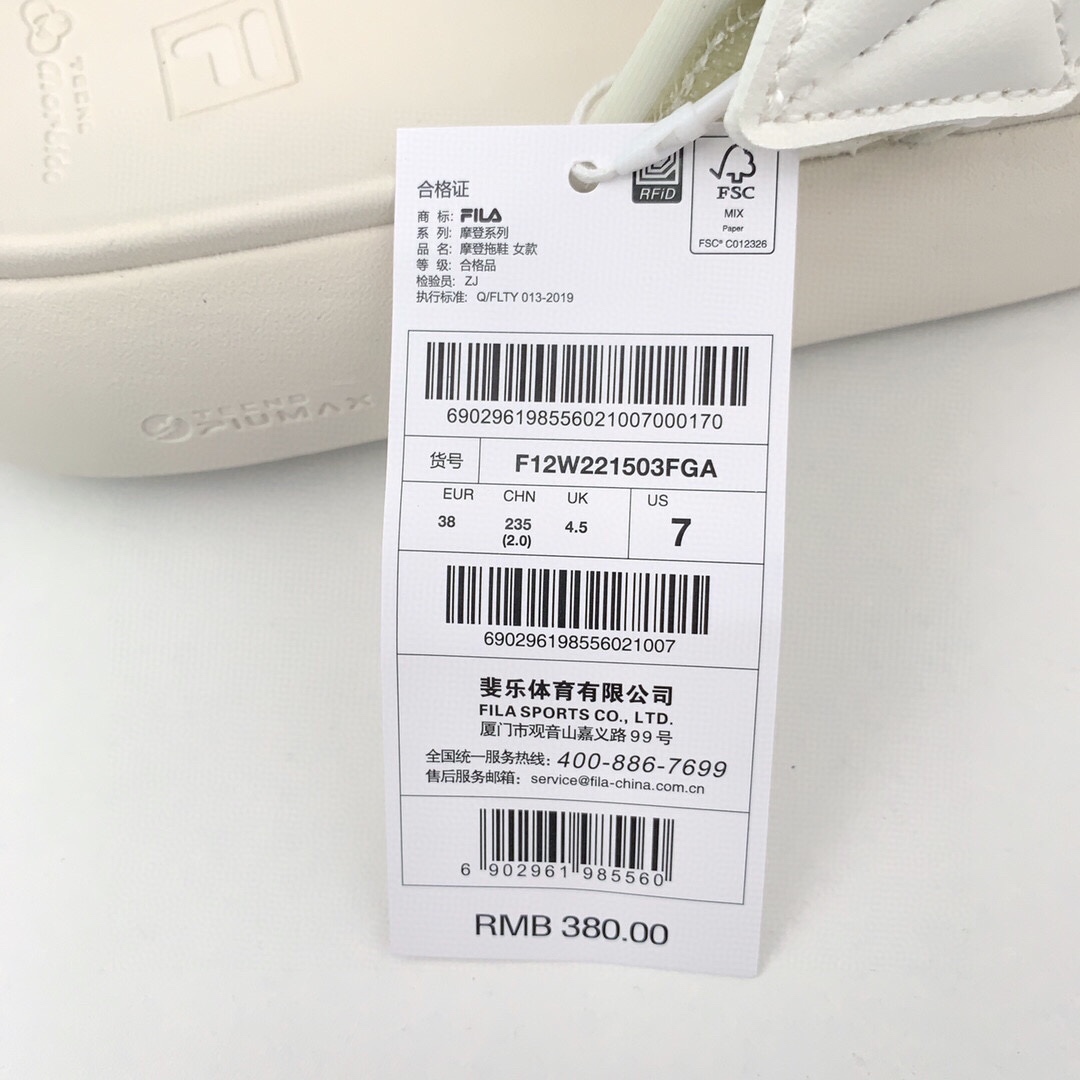 F
RFiD
FSC
MIX
Paper
FSC® C012326
合格证
商 标: FILA
系 列: 摩登系列
品 名: 摩登拖鞋 女款
等 级: 合格品
检验员: ZJ
执行标准: Q/FLTY 013-2019
690296198556021007000170
货号 F12W221503FGA
EUR CHN UK US
38 235 4.5 7
(2.0)
690296198556021007
斐乐体育有限公司
FILA SPORTS CO., LTD.
厦门市观音山嘉义路99号
全国统一服务热线: 400-886-7699
售后服务邮箱: service@fila-china.com.cn
6 902961 985560
RMB 380.00